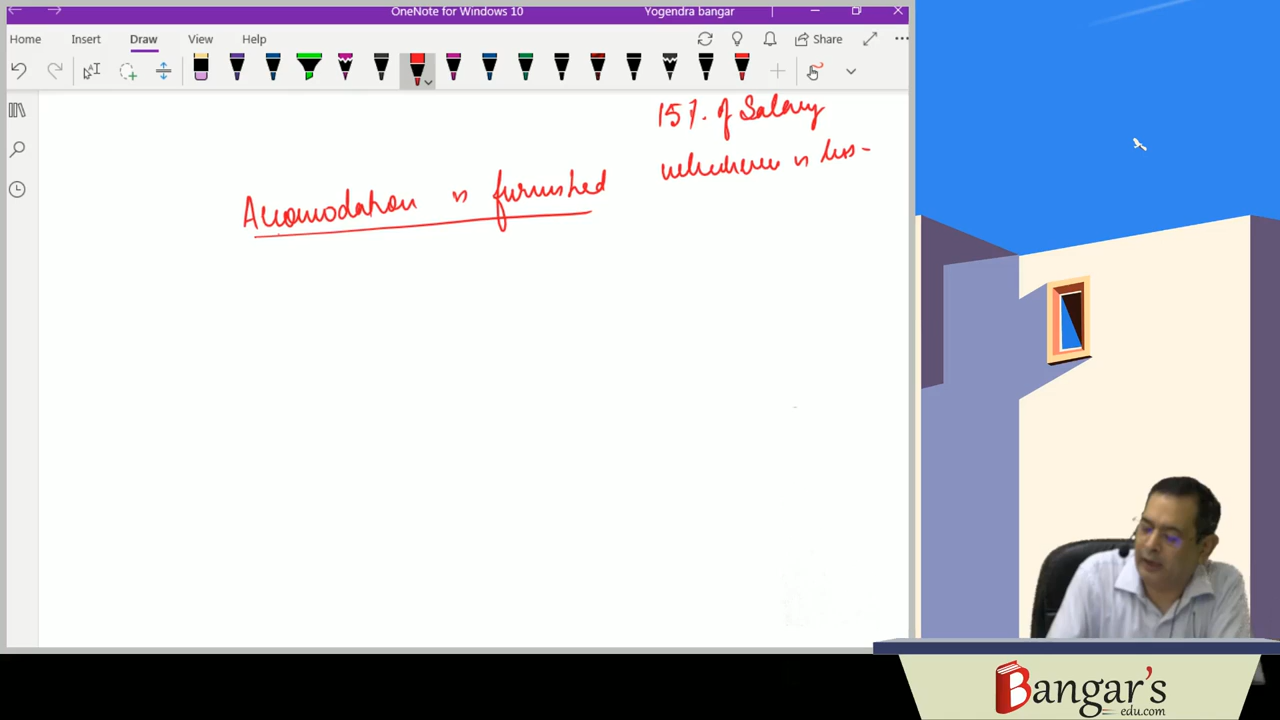 OneNote for Windows 10
Yogendra bangar
Home Insert Draw View Help
Share
15%. of Salary
whichever is less -
Accomodation is furnished
Bangar's
edu.com